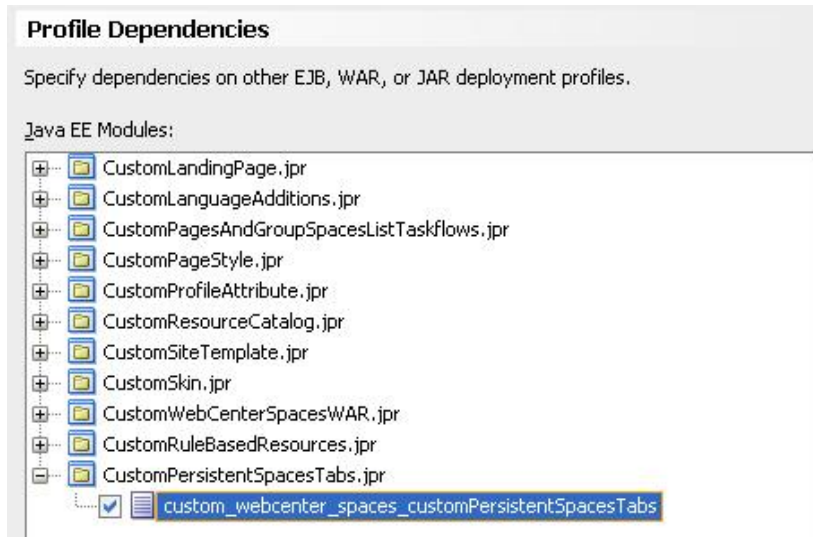 Profile Dependencies
Specify dependencies on other EJB, WAR, or JAR deployment profiles.
Java EE Modules:
CustomLandingPage.jpr
CustomLanguageAdditions.jpr
CustomPagesAndGroupSpacesListTaskflows.jpr
CustomPageStyle.jpr
CustomProfileAttribute.jpr
CustomResourceCatalog.jpr
CustomSiteTemplate.jpr
CustomSkin.jpr
CustomWebCenterSpacesWAR.jpr
CustomRuleBasedResources.jpr
CustomPersistentSpacesTabs.jpr
custom_webcenter_spaces_customPersistentSpacesTabs